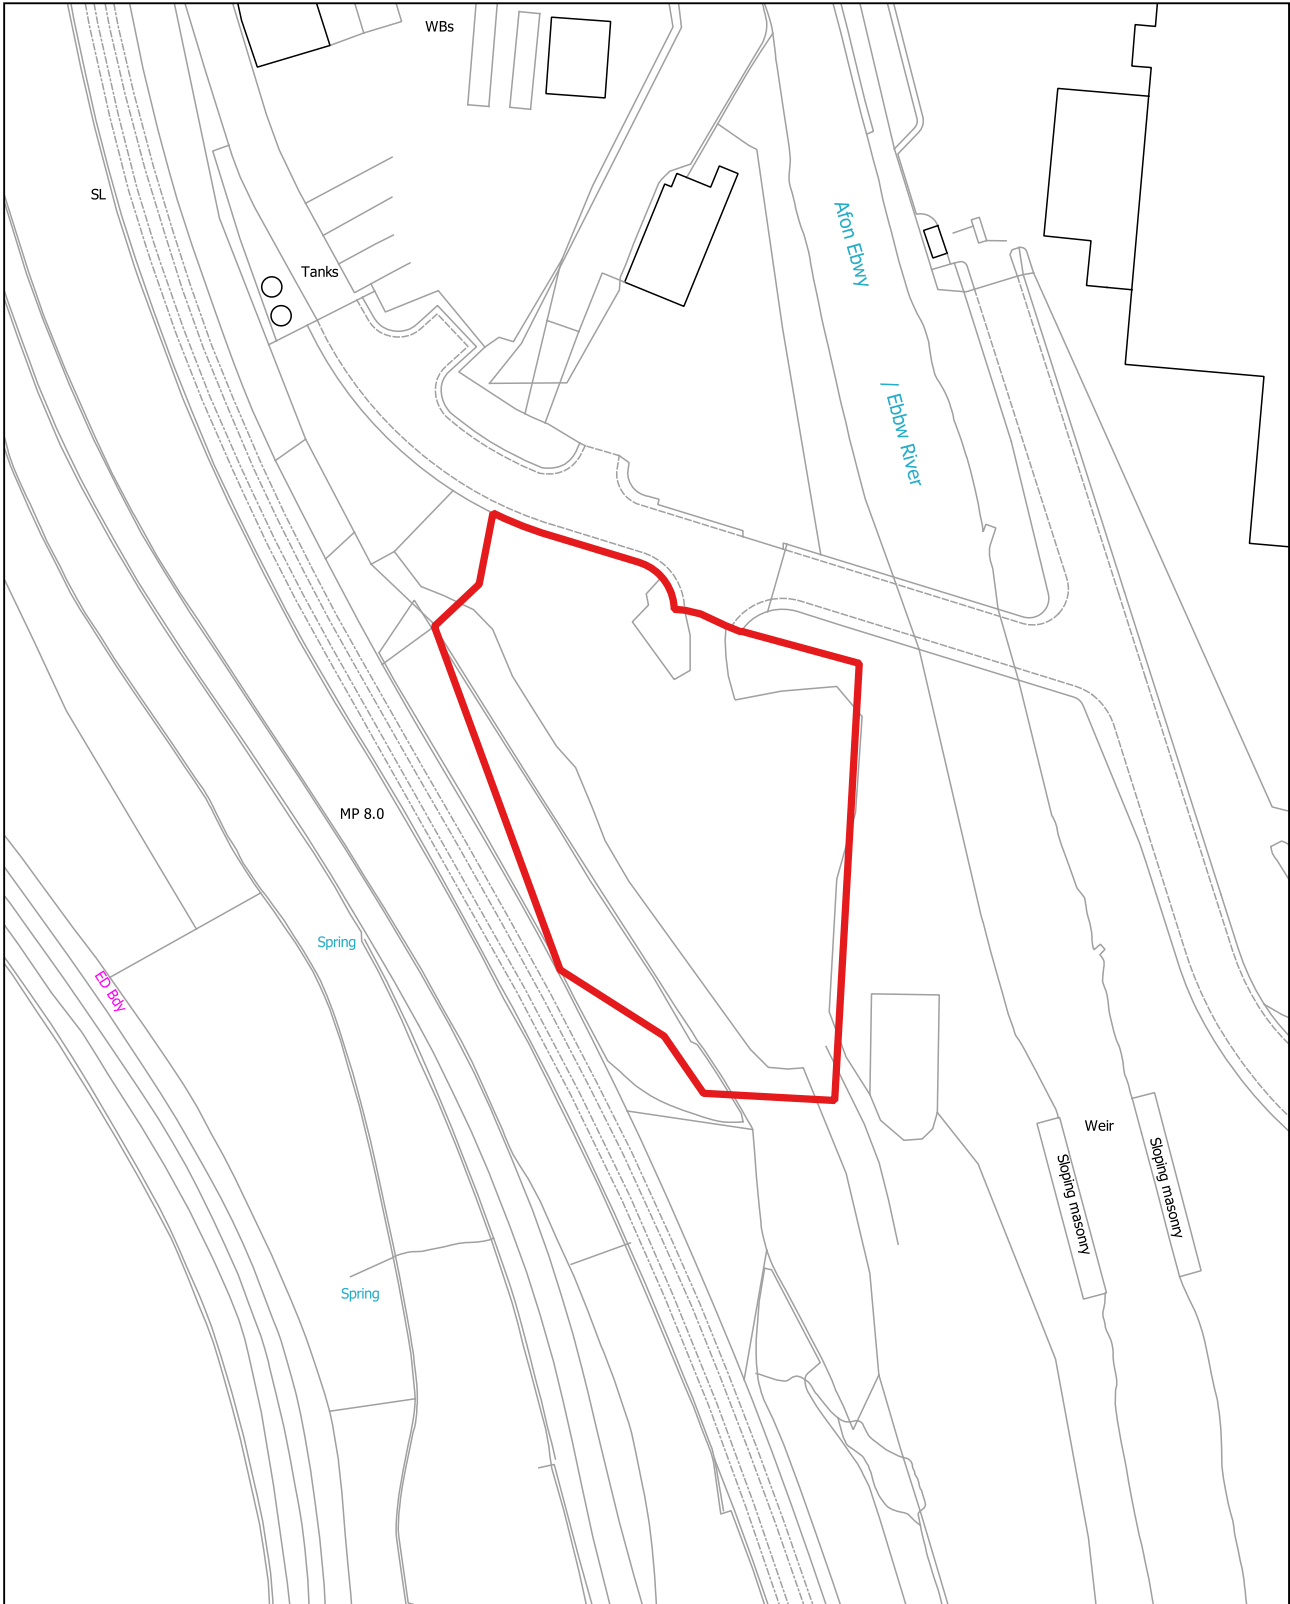 WBs
SL
Afon Ebwy
Tanks
/ Ebbw River
MP 8.0
Spring
ED Bdy
Weir
Sloping masonry
Sloping masonry
Spring